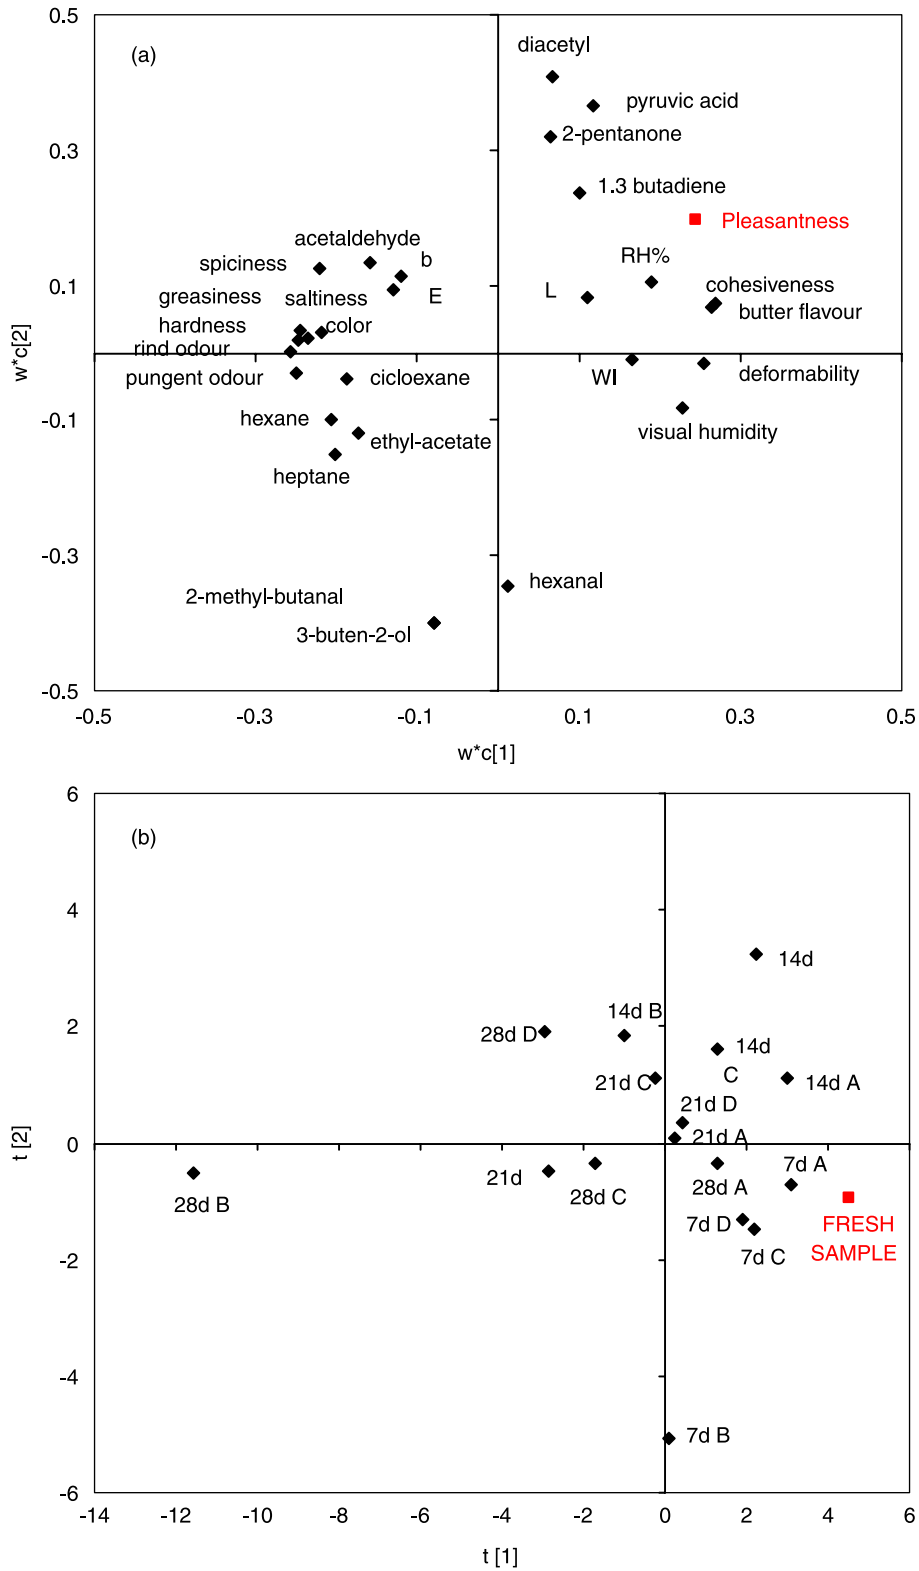 0.5
(a)
diacetyl
pyruvic acid
2-pentanone
0.3
1.3 butadiene
Pleasantness
acetaldehyde
b
spiciness
RH%
cohesiveness
greasiness
saltiness
E
L
0.1
butter flavour
hardness
color
rind odour
w*c[2]
pungent odour
cicloexane
WI
deformability
hexane
-0.1
ethyl-acetate
visual humidity
heptane
-0.3
hexanal
2-methyl-butanal
3-buten-2-ol
-0.5
-0.5
-0.3
-0.1
0.1
0.3
0.5
w*c[1]
6
(b)
4
14d
2
14d B
28d D
14d
21d C
C
14d A
21d D
0
21d A
t [2]
21d
7d A
28d B
28d C
28d A
7d D
FRESH
SAMPLE
7d C
-2
-4
7d B
-6
-14
-12
-10
-8
-6
-4
-2
0
2
4
6
t [1]